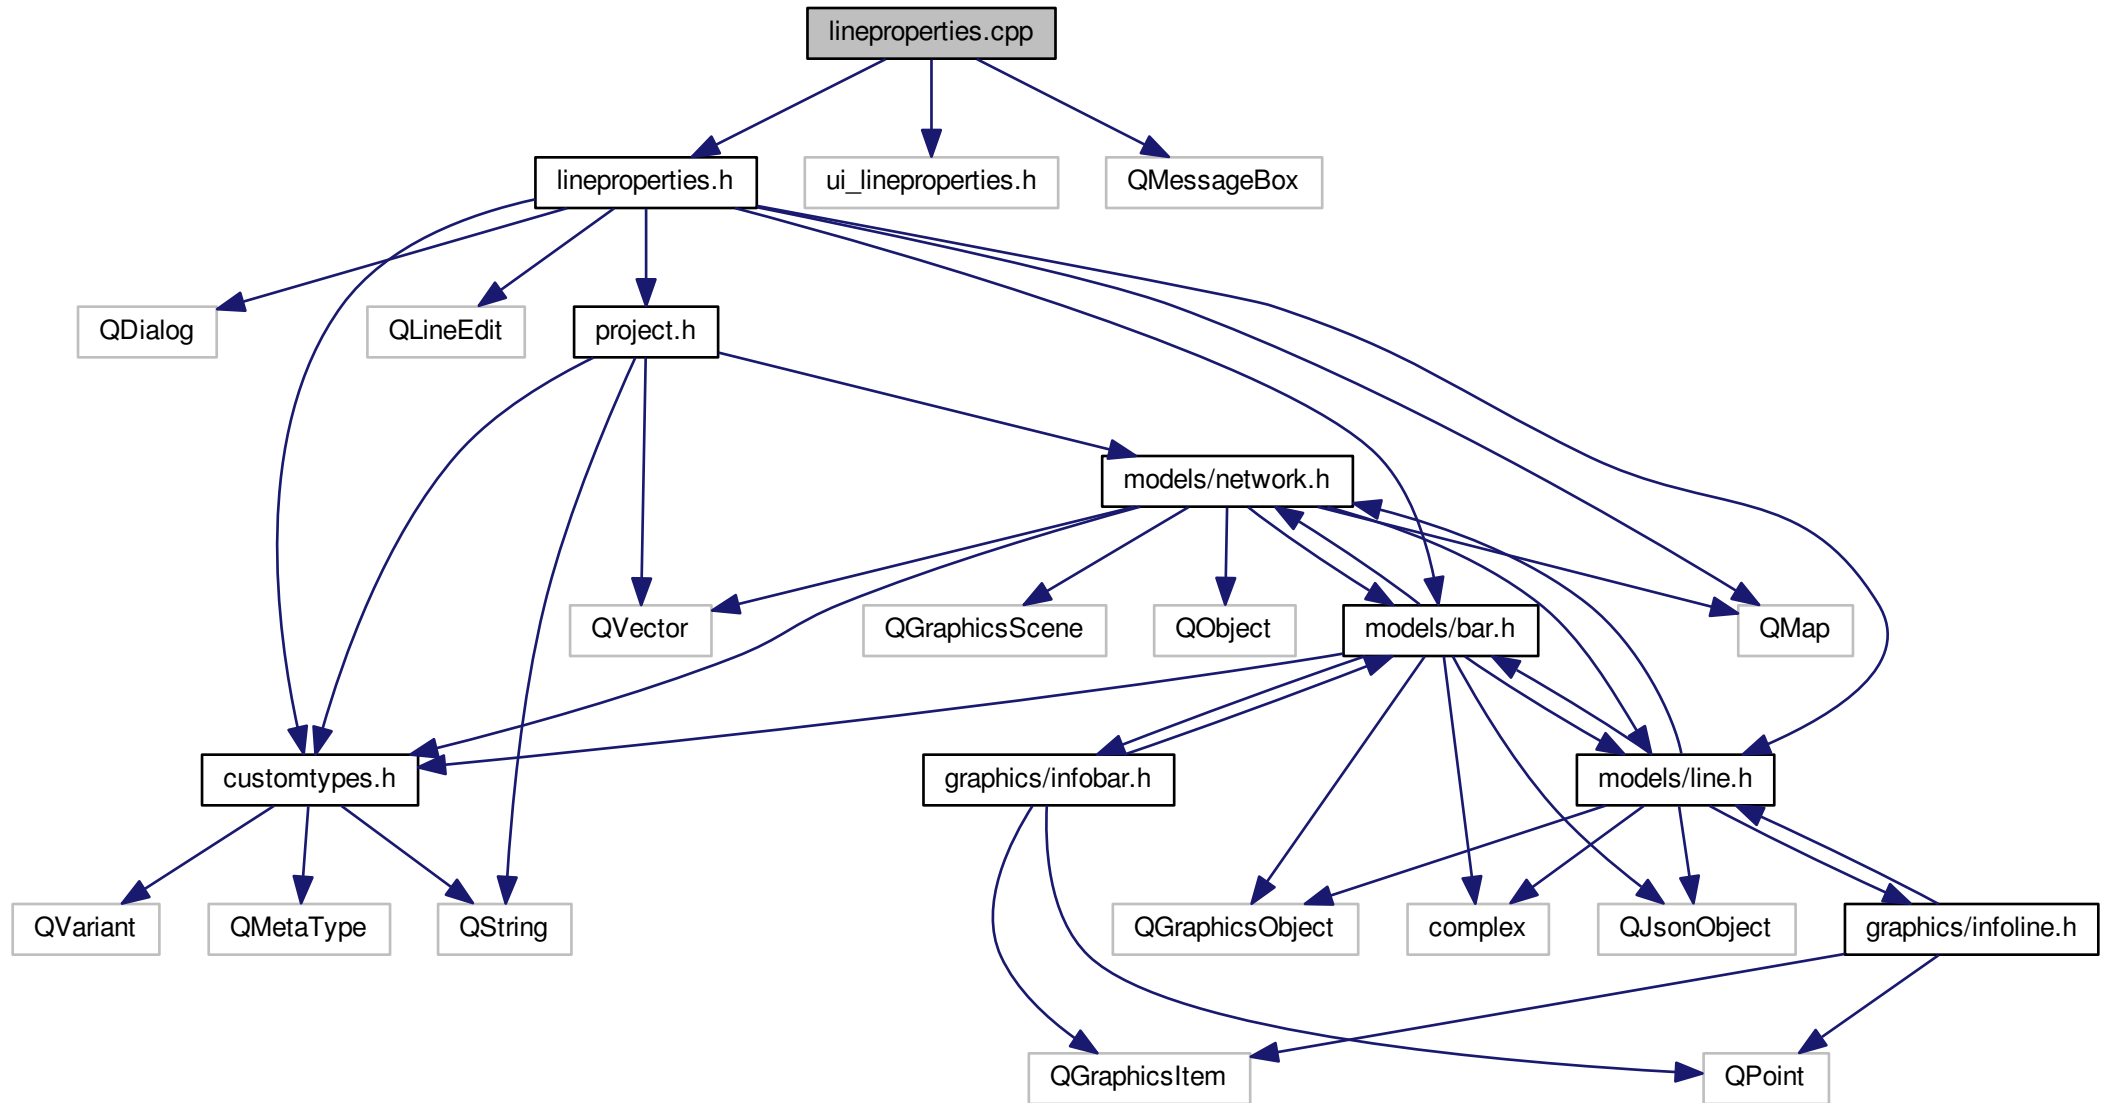 lineproperties.cpp
lineproperties.h
ui_lineproperties.h
QMessageBox
QDialog
QLineEdit
project.h
models/network.h
QVector
QGraphicsScene
QObject
models/bar.h
QMap
customtypes.h
graphics/infobar.h
models/line.h
QVariant
QMetaType
QString
QGraphicsObject
complex
QJsonObject
graphics/infoline.h
QGraphicsItem
QPoint